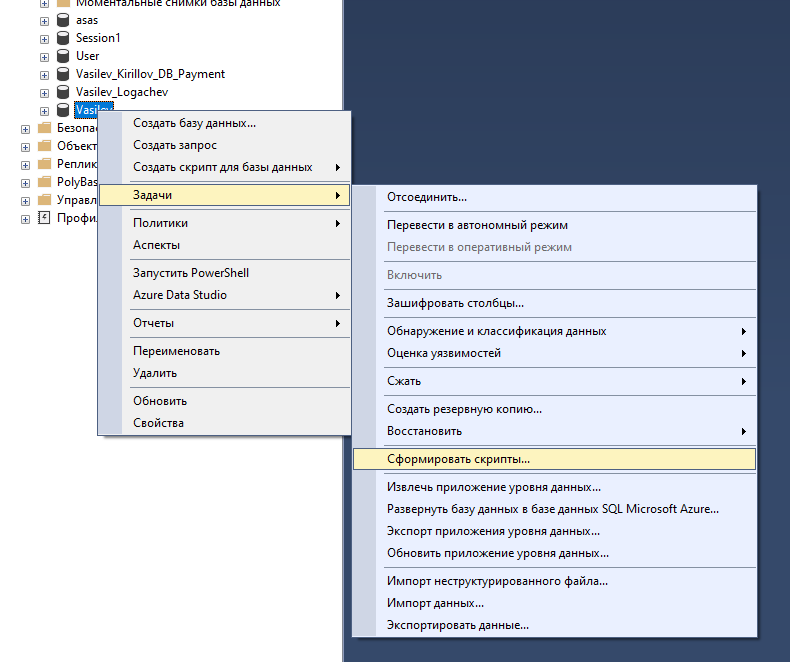 Моментальные снимки базы данных
asas
Session1
User
Vasilev_Kirillov_DB_Payment
Vasilev_Logachev
Vasilev
Создать базу данных...
Создать запрос
Создать скрипт для базы данных
Задачи
Политики
Аспекты
Запустить PowerShell
Azure Data Studio
Отчеты
Переименовать
Удалить
Обновить
Свойства
Отсоединить...
Перевести в автономный режим
Перевести в оперативный режим
Включить
Зашифровать столбцы...
Обнаружение и классификация данных
Оценка уязвимостей
Сжать
Создать резервную копию...
Восстановить
Сформировать скрипты...
Извлечь приложение уровня данных...
Развернуть базу данных в базе данных SQL Microsoft Azure...
Экспорт приложения уровня данных...
Обновить приложение уровня данных...
Импорт неструктурированного файла...
Импорт данных...
Экспортировать данные...